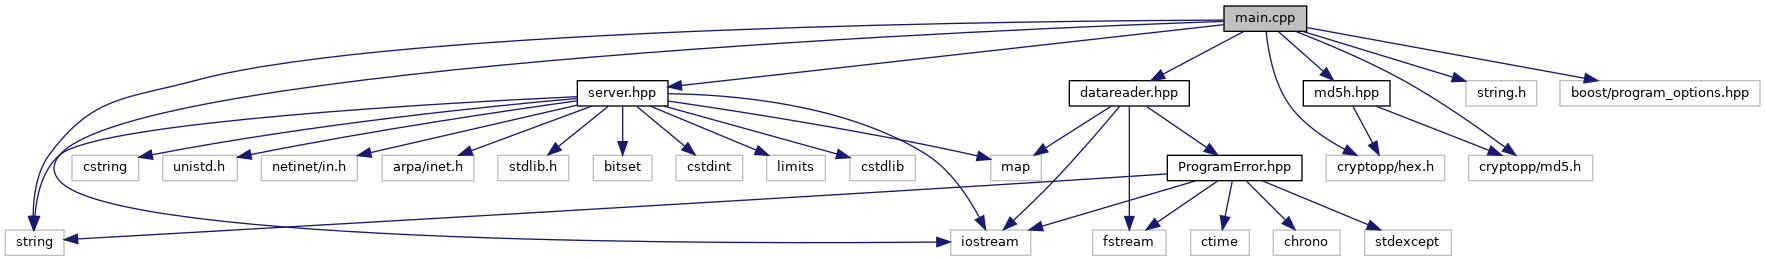 main.cpp
server.hpp
datareader.hpp
md5h.hpp
string.h
boost/program_options.hpp
cstring
unistd.h
netinet/in.h
arpa/inet.h
stdlib.h
bitset
cstdint
limits
cstdlib
map
ProgramError.hpp
cryptopp/hex.h
cryptopp/md5.h
string
iostream
fstream
ctime
chrono
stdexcept